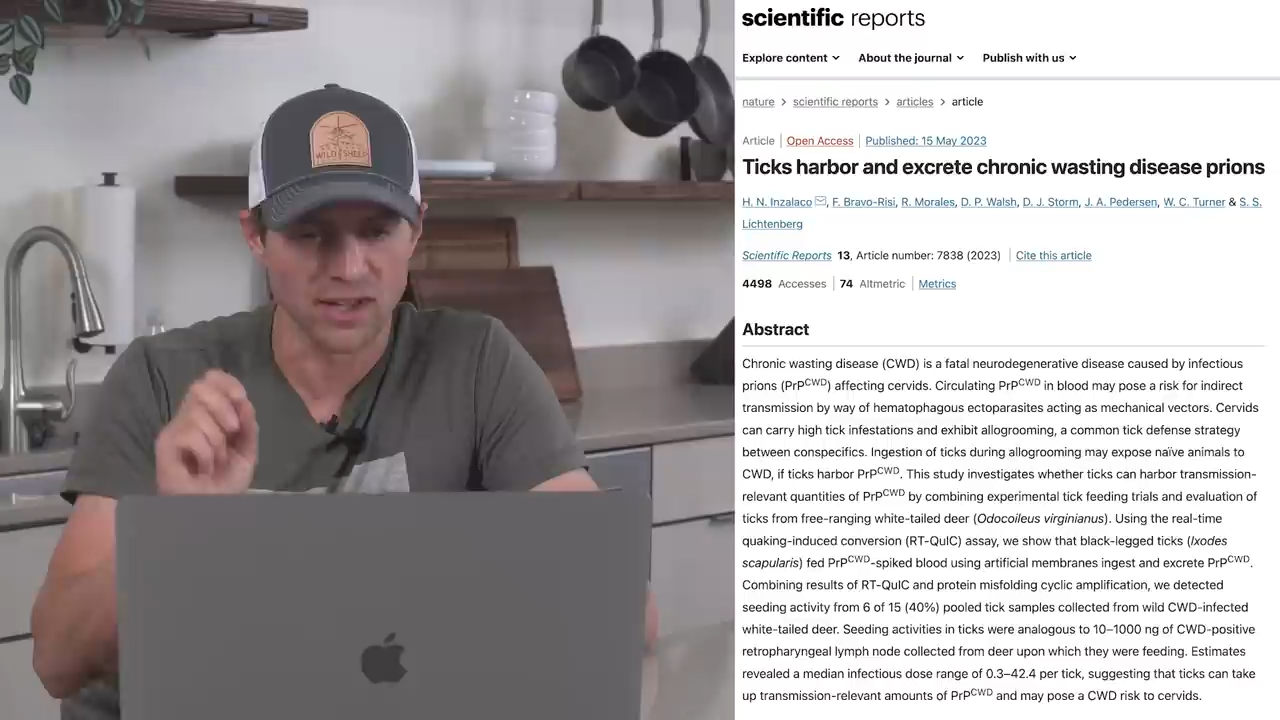 WILD SHEEP
scientific reports
Explore content
About the journal
Publish with us
nature > scientific reports > articles > article
Article | Open Access | Published: 15 May 2023
Ticks harbor and excrete chronic wasting disease prions
H. N. Inzalaco, F. Bravo-Risi, R. Morales, D. P. Walsh, D. J. Storm, J. A. Pedersen, W. C. Turner & S. S.
Lichtenberg
Scientific Reports 13, Article number: 7838 (2023) | Cite this article
4498 Accesses | 74 Altmetric | Metrics
Abstract
Chronic wasting disease (CWD) is a fatal neurodegenerative disease caused by infectious
prions (PrPCWD) affecting cervids. Circulating PrPCWD in blood may pose a risk for indirect
transmission by way of hematophagous ectoparasites acting as mechanical vectors. Cervids
can carry high tick infestations and exhibit allogrooming, a common tick defense strategy
between conspecifics. Ingestion of ticks during allogrooming may expose naïve animals to
CWD, if ticks harbor PrPCWD. This study investigates whether ticks can harbor transmission-
relevant quantities of PrPCWD by combining experimental tick feeding trials and evaluation of
ticks from free-ranging white-tailed deer (Odocoileus virginianus). Using the real-time
quaking-induced conversion (RT-QuIC) assay, we show that black-legged ticks (Ixodes
scapularis) fed PrPCWD-spiked blood using artificial membranes ingest and excrete PrPCWD.
Combining results of RT-QuIC and protein misfolding cyclic amplification, we detected
seeding activity from 6 of 15 (40%) pooled tick samples collected from wild CWD-infected
white-tailed deer. Seeding activities in ticks were analogous to 10–1000 ng of CWD-positive
retropharyngeal lymph node collected from deer upon which they were feeding. Estimates
revealed a median infectious dose range of 0.3–42.4 per tick, suggesting that ticks can take
up transmission-relevant amounts of PrPCWD and may pose a CWD risk to cervids.